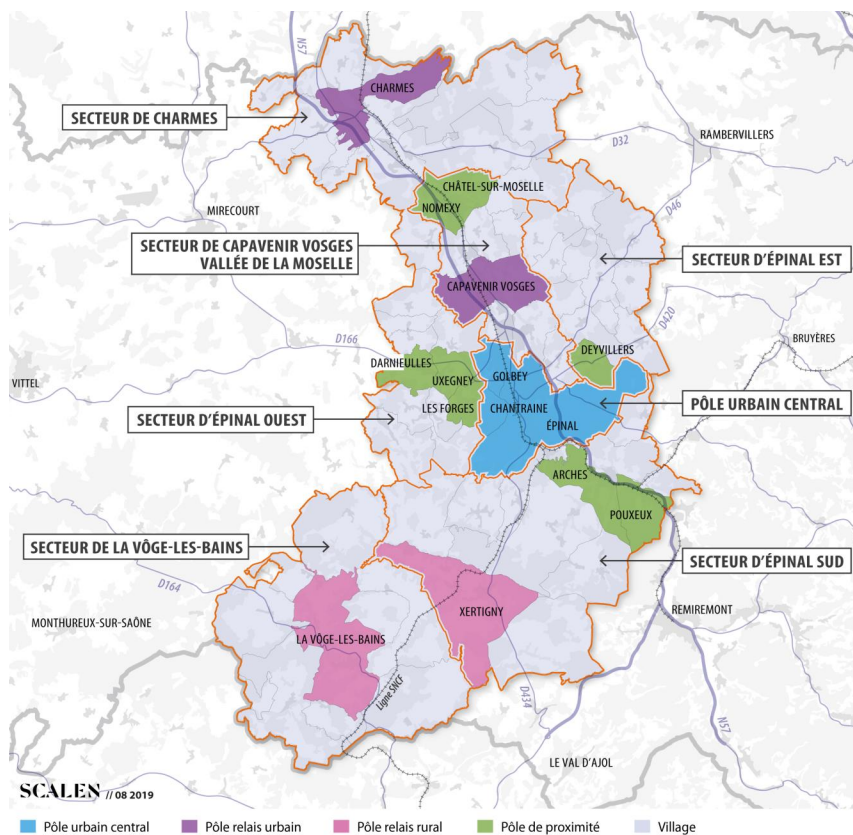 N57
CHARMES
SECTEUR DE CHARMES
RAMBERVILLERS
D32
CHÂTEL-SUR-MOSELLE
NOMEXY
D46
MIRECOURT
SECTEUR DE CAPAVENIR VOSGES
VALLÉE DE LA MOSELLE
SECTEUR D'ÉPINAL EST
CAPAVENIR VOSGES
D420
BRUYÈRES
D166
DEYVILLERS
DARNIEULLES
GOLBEY
VITTEL
UXEGNEY
PÔLE URBAIN CENTRAL
LES FORGES
CHANTRAINE
SECTEUR D'ÉPINAL OUEST
ÉPINAL
ARCHES
POUXEUX
SECTEUR DE LA VÔGE-LES-BAINS
SECTEUR D'ÉPINAL SUD
D164
XERTIGNY
REMIREMONT
MONTHUREUX-SUR-SAÔNE
LA VÔGE-LES-BAINS
Ligne SNCF
D434
N57
LE VAL D'AJOL
SCALEN // 08 2019
Pôle urbain central
Pôle relais urbain
Pôle relais rural
Pôle de proximité
Village